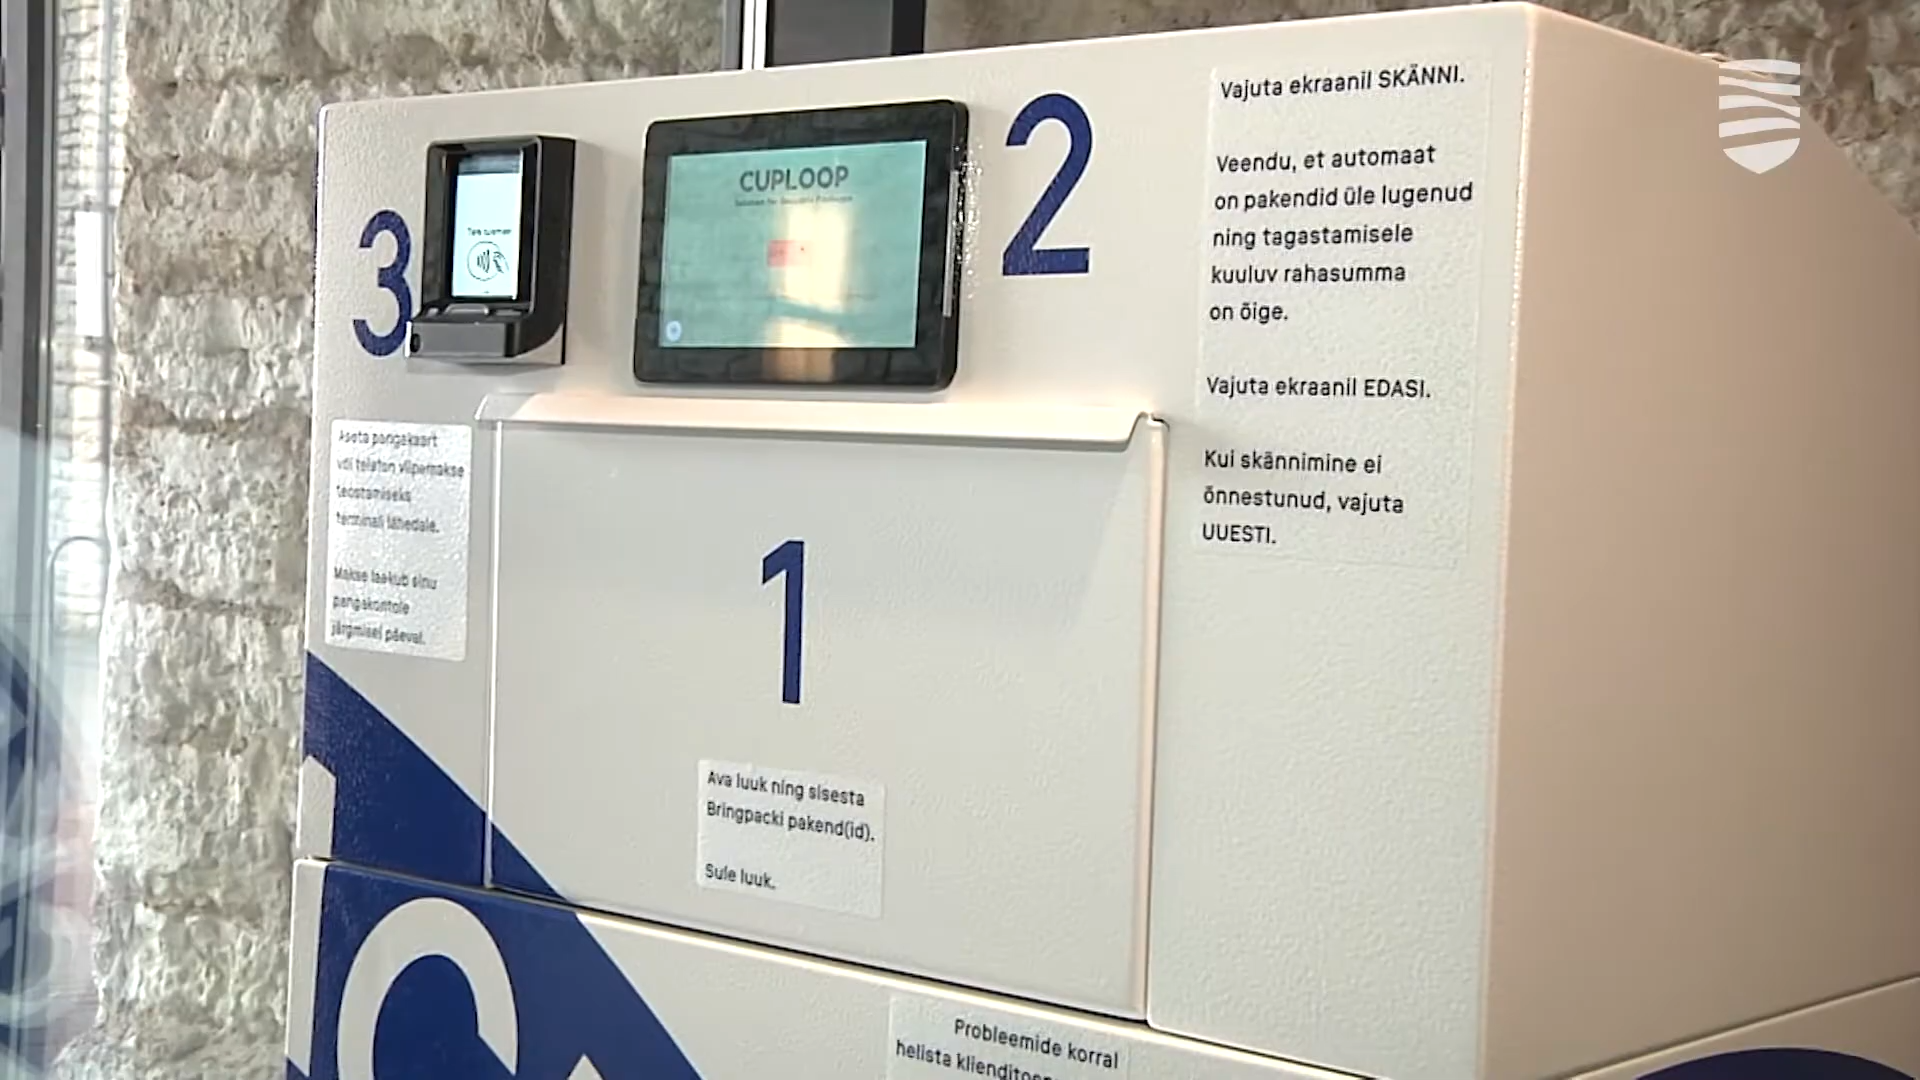 3
CUPLOOP
2
Vajuta ekraanil SKÄNNI.
Veendu, et automaat
on pakendid üle lugenud
ning tagastamisele
kuuluv rahasumma
on õige.
Vajuta ekraanil EDASI.
Kui skännimine ei
õnnestunud, vajuta
UUESTI.
Aseta pangakaart
või telefon viipemakse
teostamiseks
terminali lähedale.
Makse laekub sinu
pangakontole
järgmisel päeval.
1
Ava luuk ning sisesta
Bringpacki pakend(id).
Sule luuk.
Probleemide korral
helista